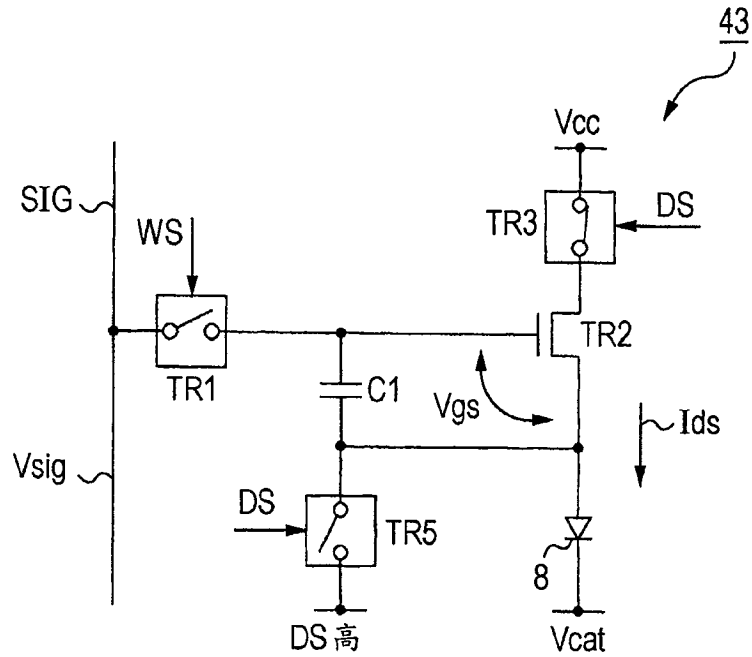 43
Vcc
SIG
WS
TR3
DS
TR1
TR2
C1
Vgs
Ids
Vsig
DS
TR5
8
DS高
Vcat